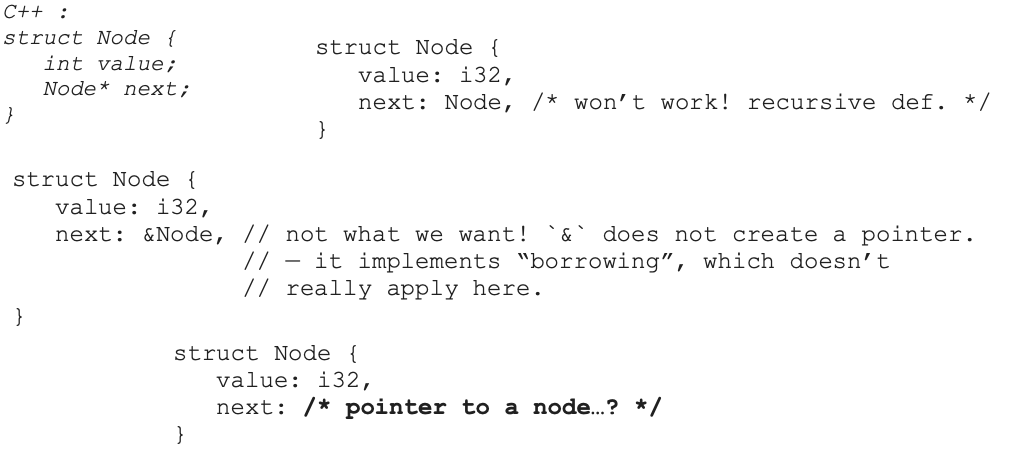 C++ :
struct Node {
   int value;
   Node* next;
}
struct Node {
   value: i32,
   next: Node, /* won’t work! recursive def. */
}
struct Node {
   value: i32,
   next: &Node, // not what we want! `&` does not create a pointer.
                // — it implements “borrowing”, which doesn’t
                // really apply here.
}
struct Node {
   value: i32,
   next: /* pointer to a node…? */
}